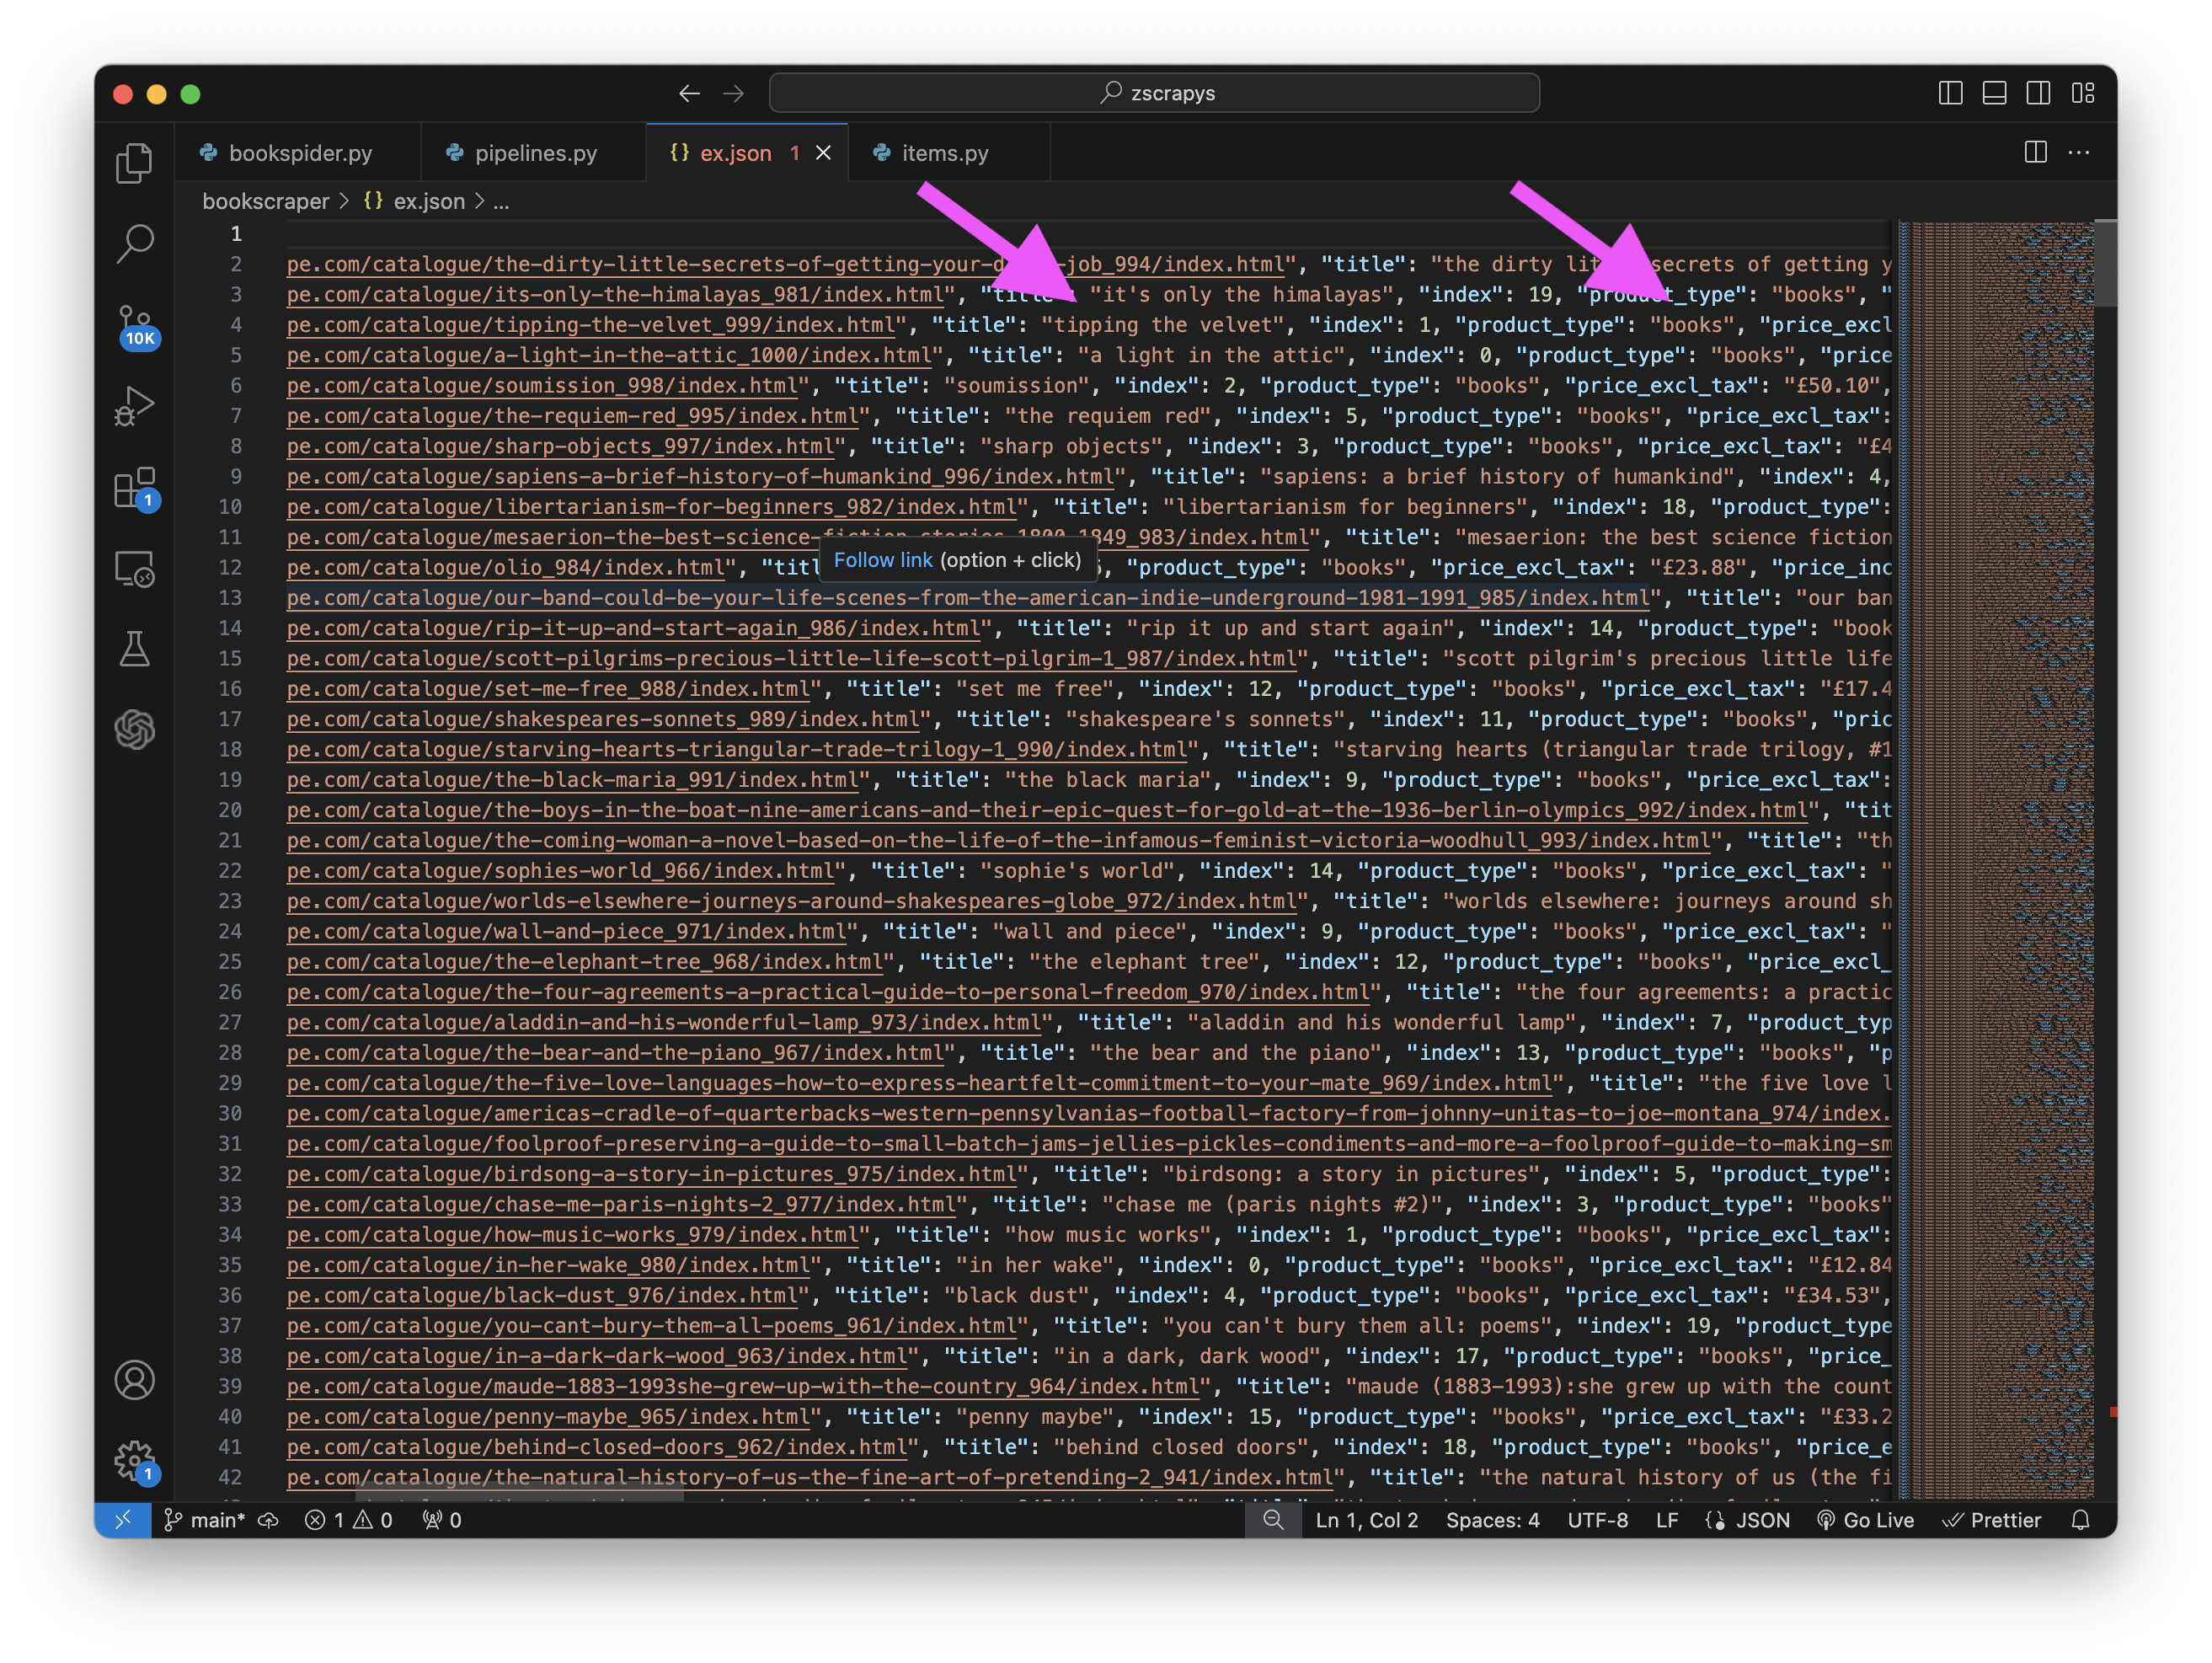 zscrapys
bookspider.py
pipelines.py
{} ex.json 1
items.py
bookscraper > {} ex.json > ...
10K
1
1
1
2 pe.com/catalogue/the-dirty-little-secrets-of-getting-your-d job_994/index.html", "title": "the dirty lit secrets of getting y
3 pe.com/catalogue/its-only-the-himalayas_981/index.html", "title": "it's only the himalayas", "index": 19, "product_type": "books", "
4 pe.com/catalogue/tipping-the-velvet_999/index.html", "title": "tipping the velvet", "index": 1, "product_type": "books", "price_excl
5 pe.com/catalogue/a-light-in-the-attic_1000/index.html", "title": "a light in the attic", "index": 0, "product_type": "books", "price
6 pe.com/catalogue/soumission_998/index.html", "title": "soumission", "index": 2, "product_type": "books", "price_excl_tax": "£50.10",
7 pe.com/catalogue/the-requiem-red_995/index.html", "title": "the requiem red", "index": 5, "product_type": "books", "price_excl_tax":
8 pe.com/catalogue/sharp-objects_997/index.html", "title": "sharp objects", "index": 3, "product_type": "books", "price_excl_tax": "£4
9 pe.com/catalogue/sapiens-a-brief-history-of-humankind_996/index.html", "title": "sapiens: a brief history of humankind", "index": 4,
10 pe.com/catalogue/libertarianism-for-beginners_982/index.html", "title": "libertarianism for beginners", "index": 18, "product_type":
11 pe.com/catalogue/mesaerion-the-best-science-fiction-stories-1800-1849_983/index.html", "title": "mesaerion: the best science fiction
Follow link (option + click)
12 pe.com/catalogue/olio_984/index.html", "titl 5, "product_type": "books", "price_excl_tax": "£23.88", "price_inc
13 pe.com/catalogue/our-band-could-be-your-life-scenes-from-the-american-indie-underground-1981-1991_985/index.html", "title": "our ban
14 pe.com/catalogue/rip-it-up-and-start-again_986/index.html", "title": "rip it up and start again", "index": 14, "product_type": "book
15 pe.com/catalogue/scott-pilgrims-precious-little-life-scott-pilgrim-1_987/index.html", "title": "scott pilgrim's precious little life
16 pe.com/catalogue/set-me-free_988/index.html", "title": "set me free", "index": 12, "product_type": "books", "price_excl_tax": "£17.4
17 pe.com/catalogue/shakespeares-sonnets_989/index.html", "title": "shakespeare's sonnets", "index": 11, "product_type": "books", "pric
18 pe.com/catalogue/starving-hearts-triangular-trade-trilogy-1_990/index.html", "title": "starving hearts (triangular trade trilogy, #1
19 pe.com/catalogue/the-black-maria_991/index.html", "title": "the black maria", "index": 9, "product_type": "books", "price_excl_tax":
20 pe.com/catalogue/the-boys-in-the-boat-nine-americans-and-their-epic-quest-for-gold-at-the-1936-berlin-olympics_992/index.html", "tit
21 pe.com/catalogue/the-coming-woman-a-novel-based-on-the-life-of-the-infamous-feminist-victoria-woodhull_993/index.html", "title": "th
22 pe.com/catalogue/sophies-world_966/index.html", "title": "sophie's world", "index": 14, "product_type": "books", "price_excl_tax": "
23 pe.com/catalogue/worlds-elsewhere-journeys-around-shakespeares-globe_972/index.html", "title": "worlds elsewhere: journeys around sh
24 pe.com/catalogue/wall-and-piece_971/index.html", "title": "wall and piece", "index": 9, "product_type": "books", "price_excl_tax": "
25 pe.com/catalogue/the-elephant-tree_968/index.html", "title": "the elephant tree", "index": 12, "product_type": "books", "price_excl_
26 pe.com/catalogue/the-four-agreements-a-practical-guide-to-personal-freedom_970/index.html", "title": "the four agreements: a practic
27 pe.com/catalogue/aladdin-and-his-wonderful-lamp_973/index.html", "title": "aladdin and his wonderful lamp", "index": 7, "product_typ
28 pe.com/catalogue/the-bear-and-the-piano_967/index.html", "title": "the bear and the piano", "index": 13, "product_type": "books", "p
29 pe.com/catalogue/the-five-love-languages-how-to-express-heartfelt-commitment-to-your-mate_969/index.html", "title": "the five love l
30 pe.com/catalogue/americas-cradle-of-quarterbacks-western-pennsylvanias-football-factory-from-johnny-unitas-to-joe-montana_974/index.
31 pe.com/catalogue/foolproof-preserving-a-guide-to-small-batch-jams-jellies-pickles-condiments-and-more-a-foolproof-guide-to-making-sm
32 pe.com/catalogue/birdsong-a-story-in-pictures_975/index.html", "title": "birdsong: a story in pictures", "index": 5, "product_type":
33 pe.com/catalogue/chase-me-paris-nights-2_977/index.html", "title": "chase me (paris nights #2)", "index": 3, "product_type": "books"
34 pe.com/catalogue/how-music-works_979/index.html", "title": "how music works", "index": 1, "product_type": "books", "price_excl_tax":
35 pe.com/catalogue/in-her-wake_980/index.html", "title": "in her wake", "index": 0, "product_type": "books", "price_excl_tax": "£12.84
36 pe.com/catalogue/black-dust_976/index.html", "title": "black dust", "index": 4, "product_type": "books", "price_excl_tax": "£34.53",
37 pe.com/catalogue/you-cant-bury-them-all-poems_961/index.html", "title": "you can't bury them all: poems", "index": 19, "product_type
38 pe.com/catalogue/in-a-dark-dark-wood_963/index.html", "title": "in a dark, dark wood", "index": 17, "product_type": "books", "price_
39 pe.com/catalogue/maude-1883-1993she-grew-up-with-the-country_964/index.html", "title": "maude (1883-1993):she grew up with the count
40 pe.com/catalogue/penny-maybe_965/index.html", "title": "penny maybe", "index": 15, "product_type": "books", "price_excl_tax": "£33.2
41 pe.com/catalogue/behind-closed-doors_962/index.html", "title": "behind closed doors", "index": 18, "product_type": "books", "price_e
42 pe.com/catalogue/the-natural-history-of-us-the-fine-art-of-pretending-2_941/index.html", "title": "the natural history of us (the fi
main* 1 0 0 Ln 1, Col 2 Spaces: 4 UTF-8 LF {} JSON Go Live Prettier